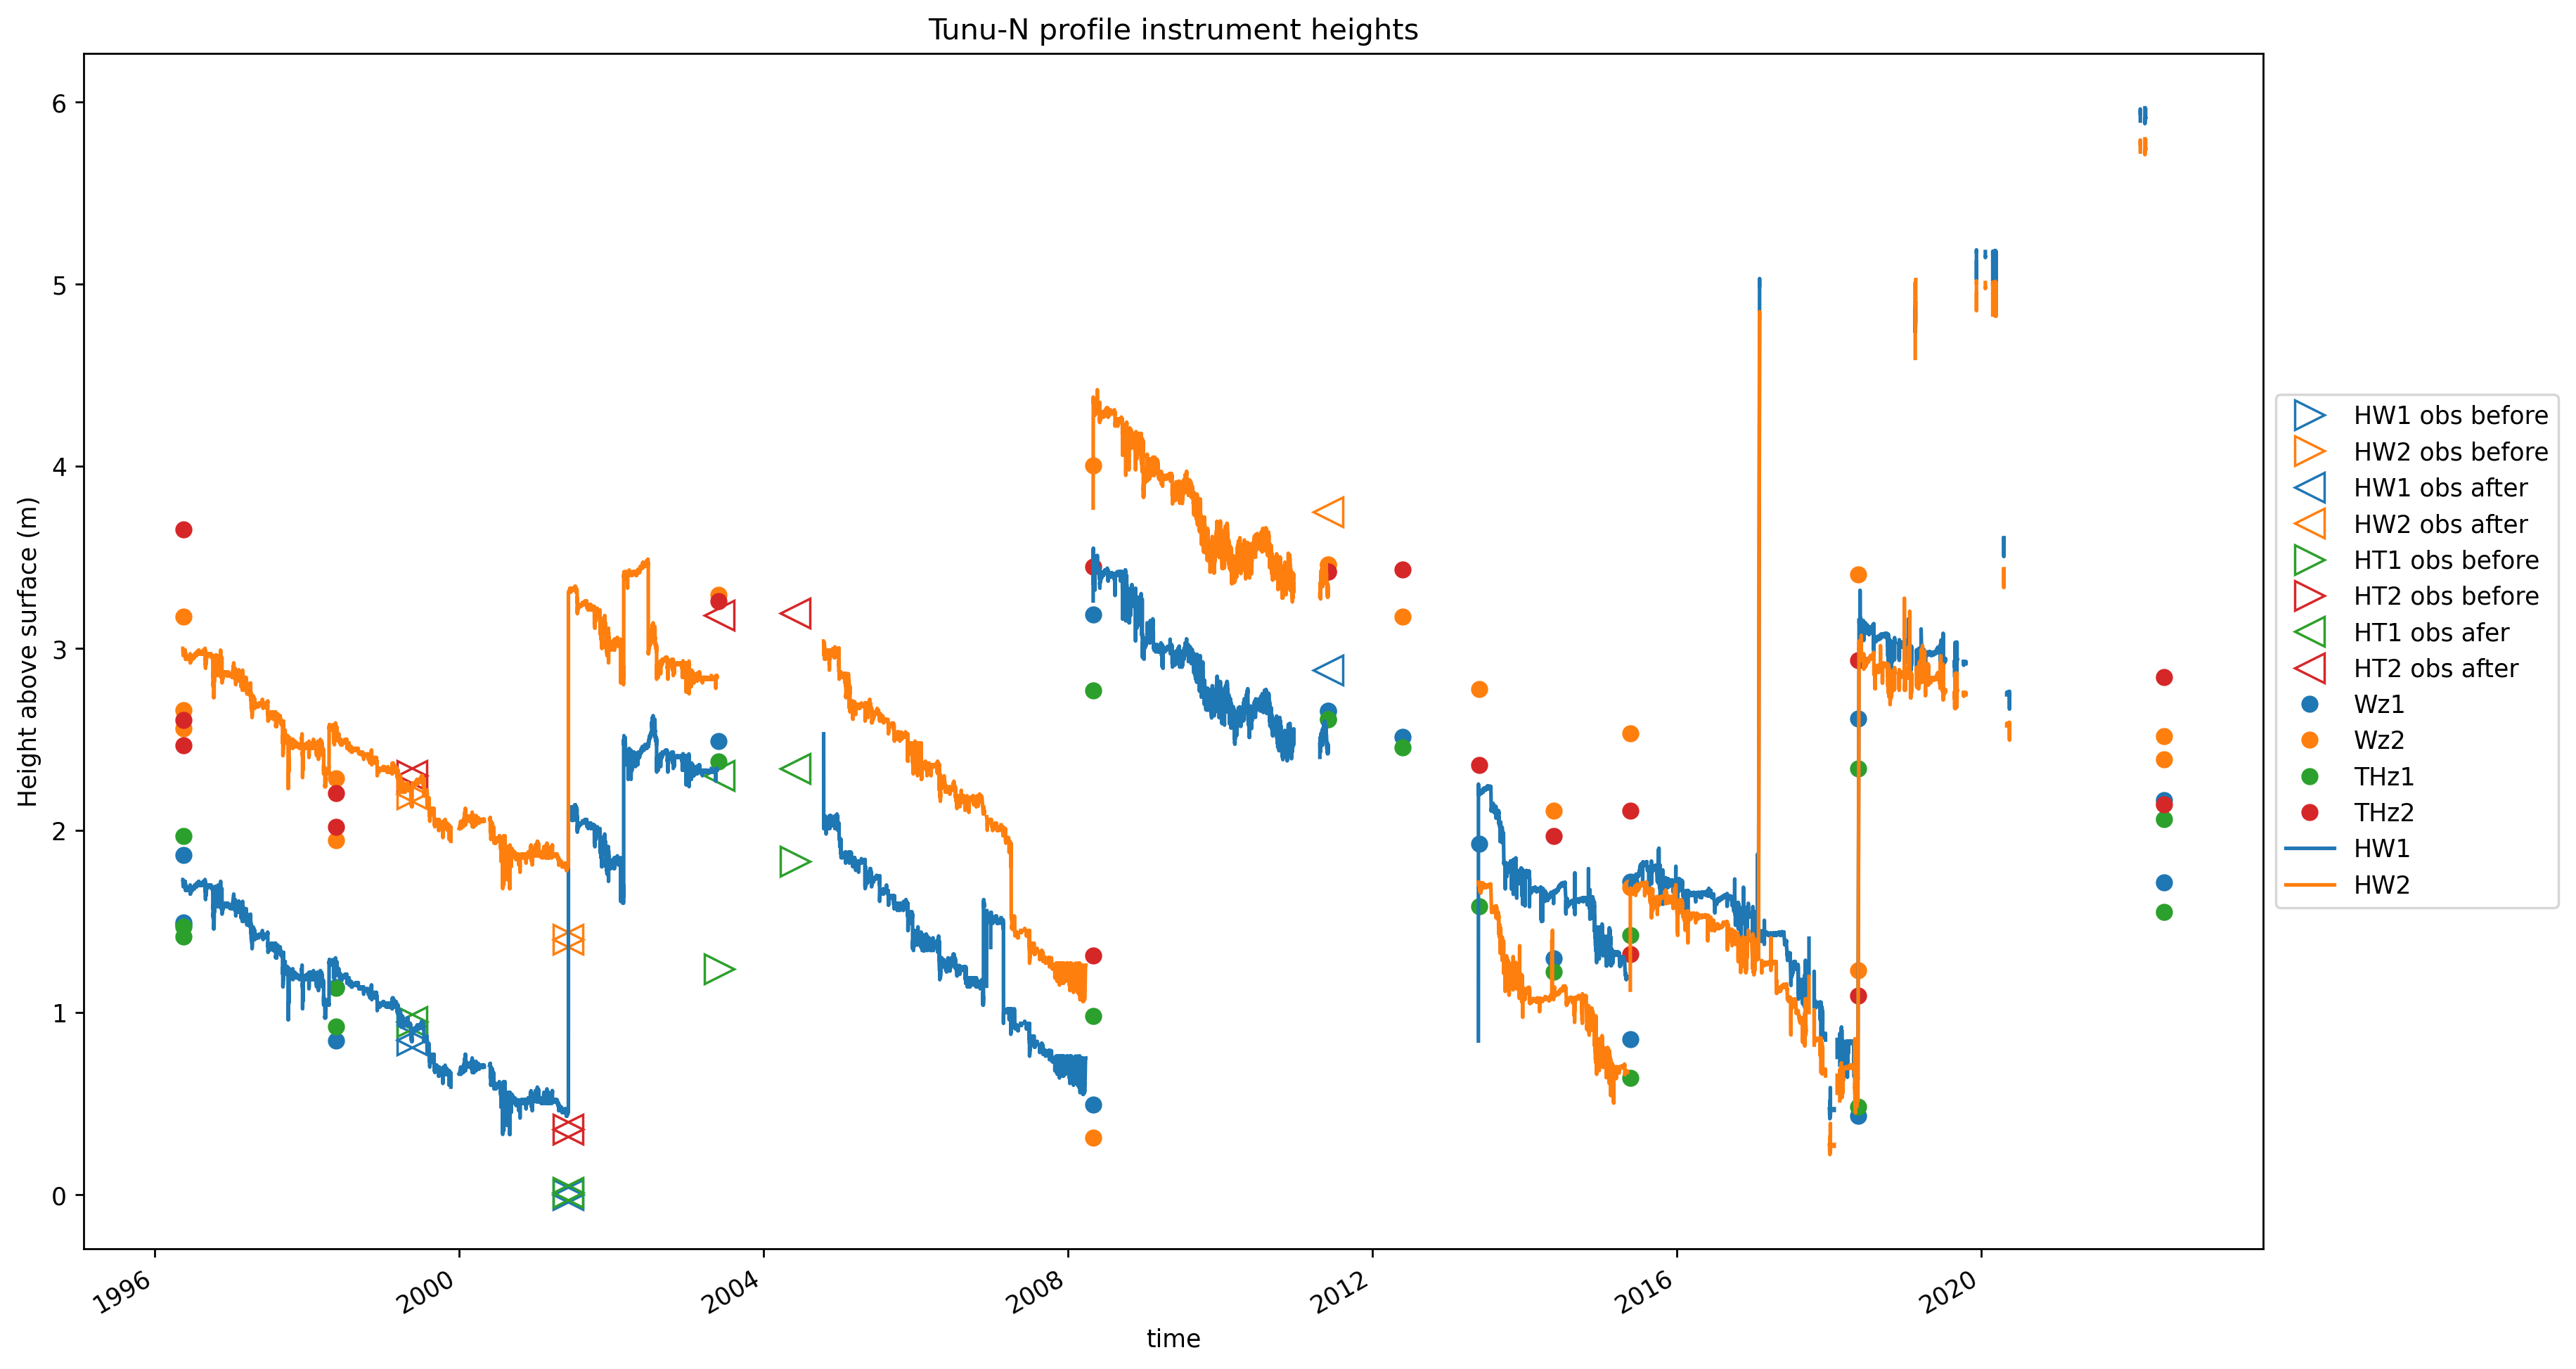 Tunu-N profile instrument heights
Height above surface (m)
6
5
4
3
2
1
0
1996
2000
2004
2008
2012
2016
2020
time
HW1 obs before
HW2 obs before
HW1 obs after
HW2 obs after
HT1 obs before
HT2 obs before
HT1 obs afer
HT2 obs after
Wz1
Wz2
THz1
THz2
HW1
HW2